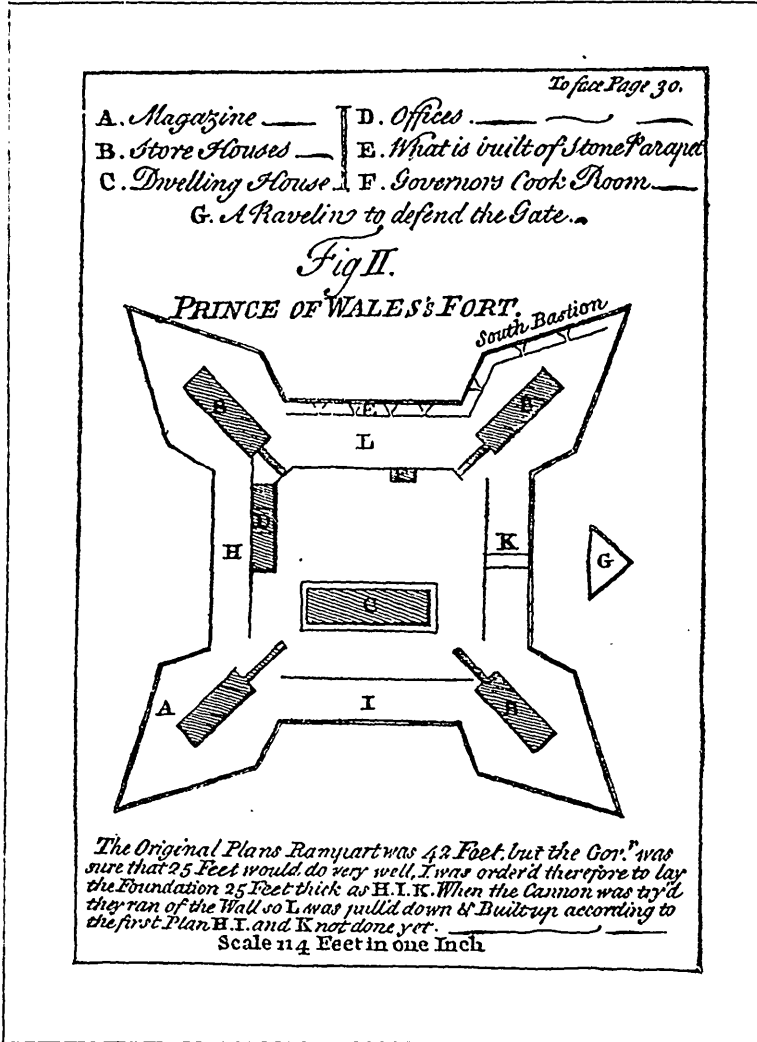 To face Page 30.
A. Magazine
B. Store Houses
C. Dwelling House
D. Offices.
E. What is built of Stone Parapet
F. Governors Cook Room
G. A Ravelin to defend the Gate.
Fig II.
PRINCE OF WALES's FORT.
South Bastion
B
E
B
L
F
D
H
K
G
C
A
I
B
The Original Plans Rampart was 42 Feet, but the Gor.r was
sure that 25 Feet would do very well, I was order'd therefore to lay
the Foundation 25 Feet thick as H.I.K. When the Cannon was try'd
they ran of the Wall so L was pull'd down & Built up according to
the first Plan H.I. and K not done yet.
Scale 114 Feet in one Inch